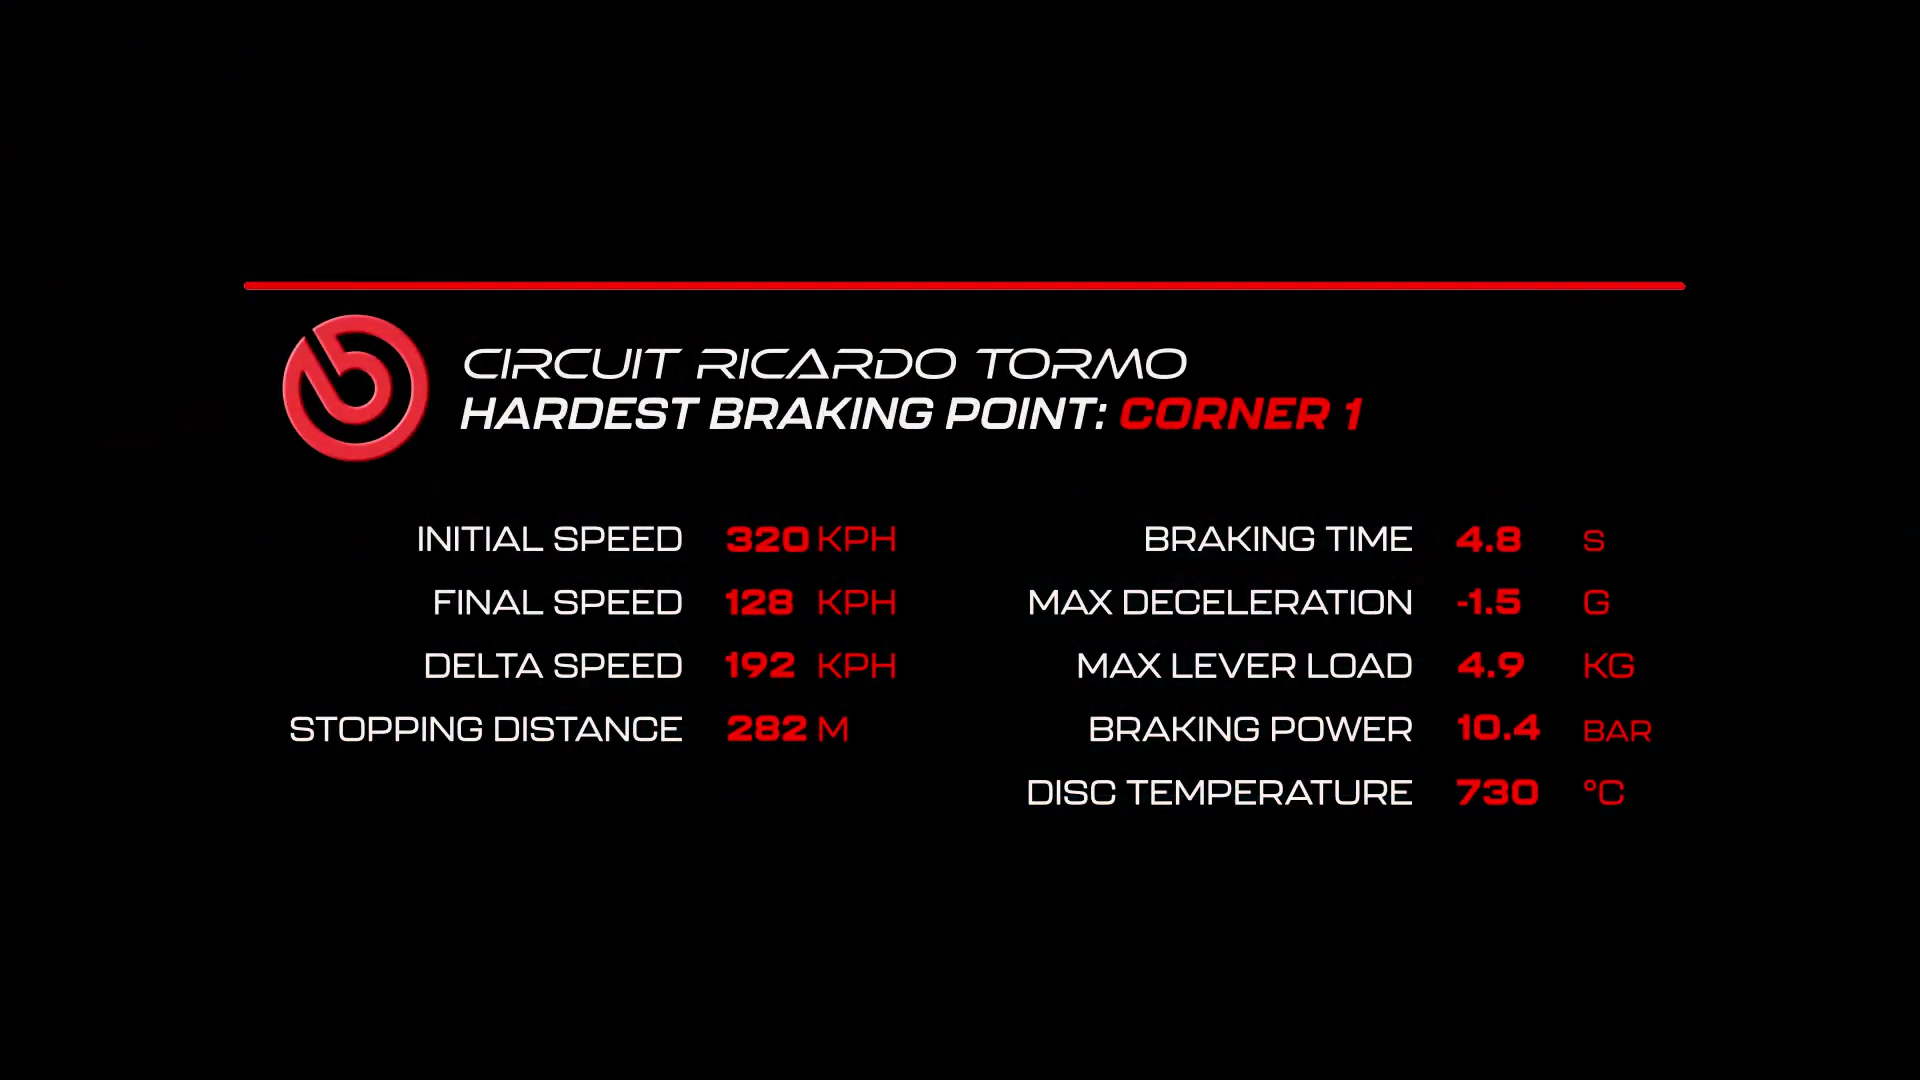 CIRCUIT RICARDO TORMO
HARDEST BRAKING POINT: CORNER 1
INITIAL SPEED 320 KPH
FINAL SPEED 128 KPH
DELTA SPEED 192 KPH
STOPPING DISTANCE 282 M
BRAKING TIME 4.8 S
MAX DECELERATION -1.5 G
MAX LEVER LOAD 4.9 KG
BRAKING POWER 10.4 BAR
DISC TEMPERATURE 730 °C